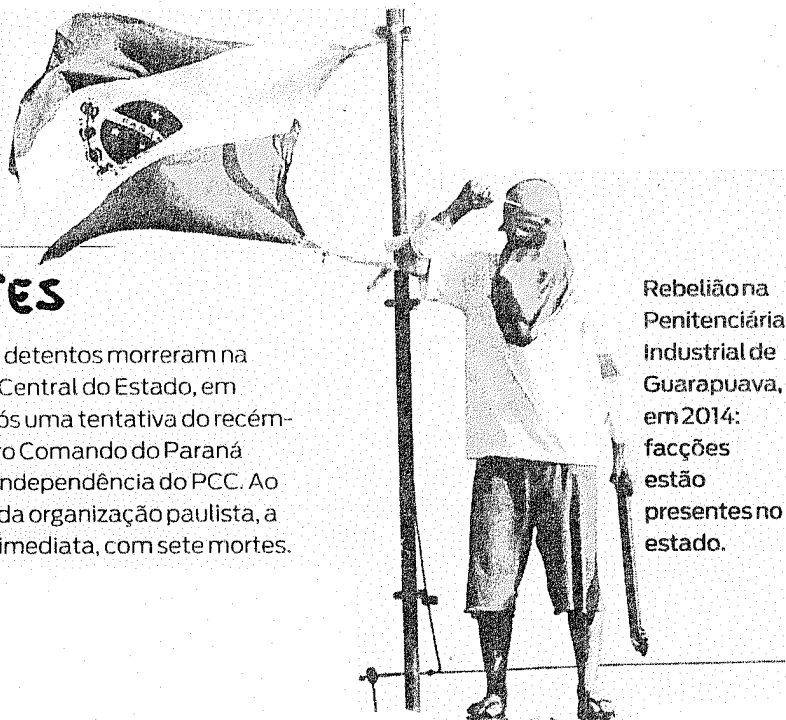 TES
detentos morreram na
Central do Estado, em
ós uma tentativa do recém-
ro Comando do Paraná
independência do PCC. Ao
da organização paulista, a
imediata, com sete mortes.
Rebelião na
Penitenciária
Industrial de
Guarapuava,
em 2014:
facções
estão
presentes no
estado.